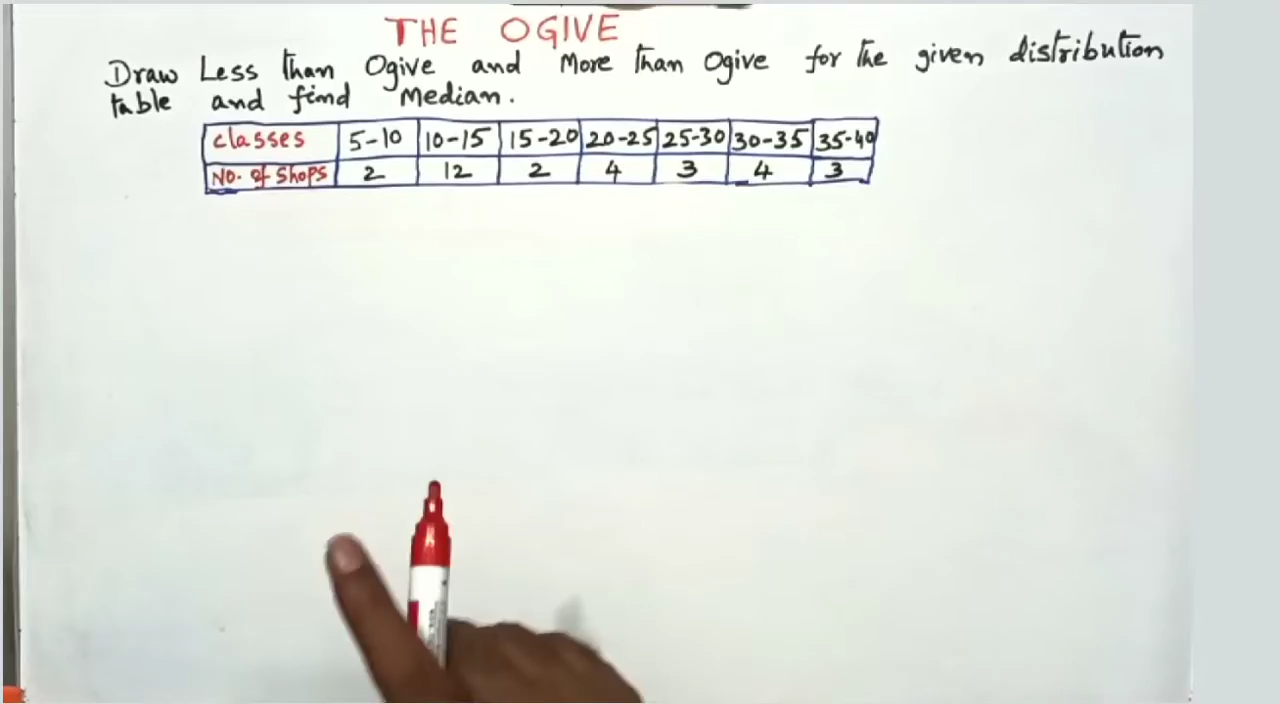 THE OGIVE
Draw Less than Ogive and More than Ogive for the given distribution
table and find Median.
classes 5-10 10-15 15-20 20-25 25-30 30-35 35-40
No. of Shops 2 12 2 4 3 4 3